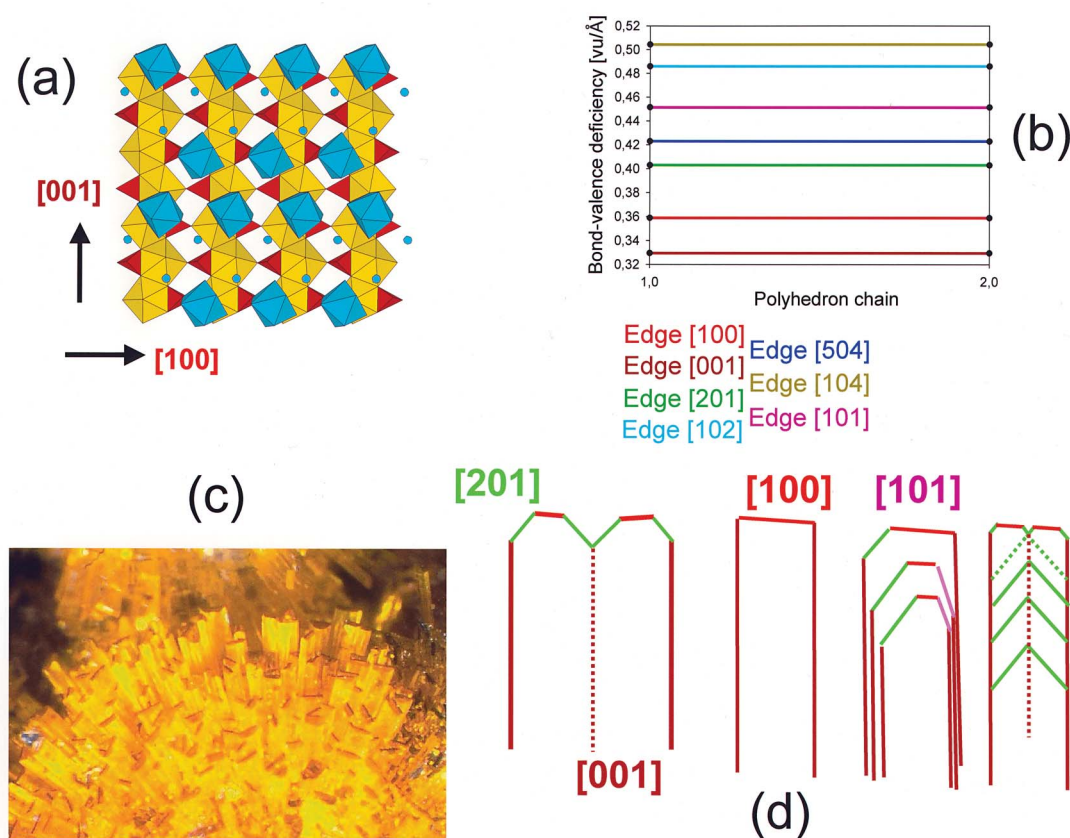 (a)
[001]
[100]
(b)
Bond-valence deficiency [vu/Å]
0,52
0,50
0,48
0,46
0,44
0,42
0,40
0,38
0,36
0,34
0,32
1,0
2,0
Polyhedron chain
Edge [100]
Edge [001]
Edge [201]
Edge [102]
Edge [504]
Edge [104]
Edge [101]
(c)
[201]
[001]
[100]
[101]
(d)